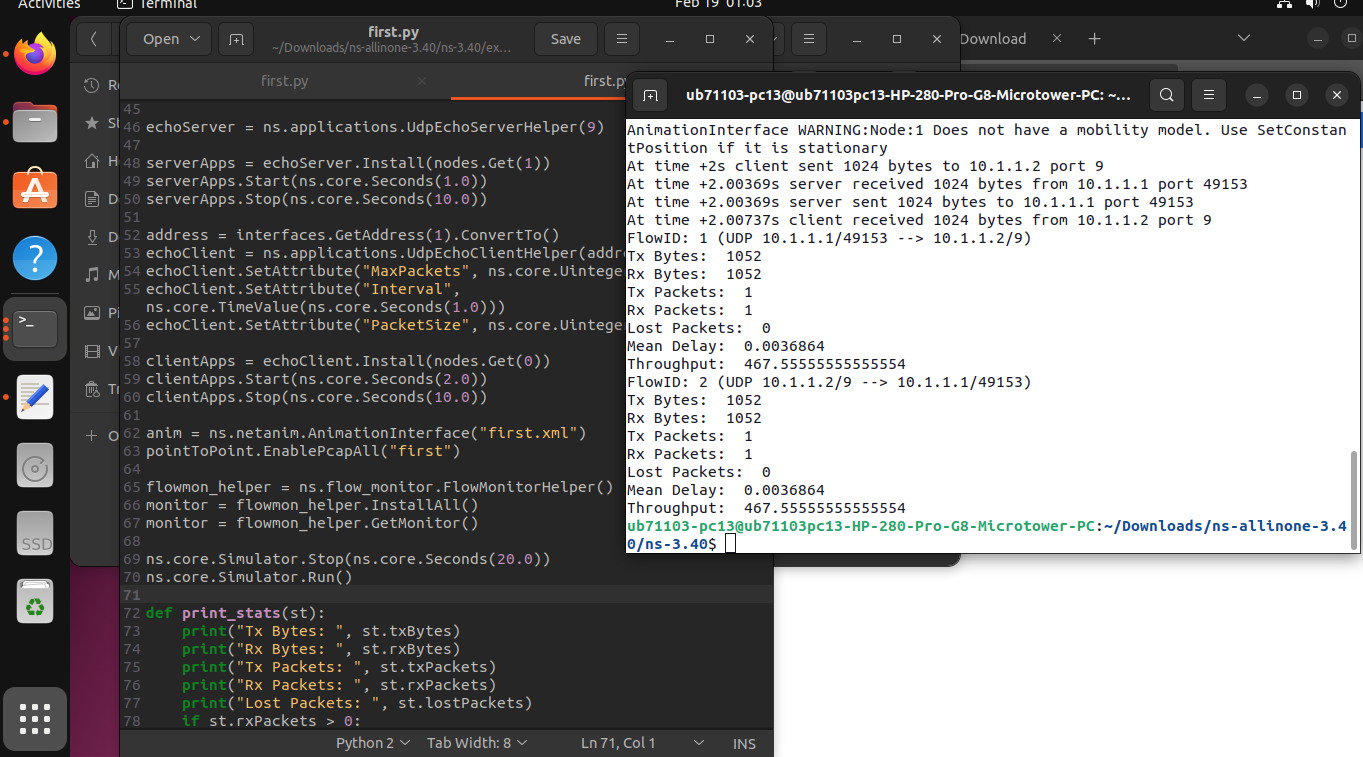 Activities
Terminal
Feb 19 01:03
Open
first.py
~/Downloads/ns-allinone-3.40/ns-3.40/ex...
Save
Download
first.py
first.py
45
46 echoServer = ns.applications.UdpEchoServerHelper(9)
47
48 serverApps = echoServer.Install(nodes.Get(1))
49 serverApps.Start(ns.core.Seconds(1.0))
50 serverApps.Stop(ns.core.Seconds(10.0))
51
52 address = interfaces.GetAddress(1).ConvertTo()
53 echoClient = ns.applications.UdpEchoClientHelper(addre
54 echoClient.SetAttribute("MaxPackets", ns.core.Uintege
55 echoClient.SetAttribute("Interval",
ns.core.TimeValue(ns.core.Seconds(1.0)))
56 echoClient.SetAttribute("PacketSize", ns.core.Uintege
57
58 clientApps = echoClient.Install(nodes.Get(0))
59 clientApps.Start(ns.core.Seconds(2.0))
60 clientApps.Stop(ns.core.Seconds(10.0))
61
62 anim = ns.netanim.AnimationInterface("first.xml")
63 pointToPoint.EnablePcapAll("first")
64
65 flowmon_helper = ns.flow_monitor.FlowMonitorHelper()
66 monitor = flowmon_helper.InstallAll()
67 monitor = flowmon_helper.GetMonitor()
68
69 ns.core.Simulator.Stop(ns.core.Seconds(20.0))
70 ns.core.Simulator.Run()
71
72 def print_stats(st):
73 print("Tx Bytes: ", st.txBytes)
74 print("Rx Bytes: ", st.rxBytes)
75 print("Tx Packets: ", st.txPackets)
76 print("Rx Packets: ", st.rxPackets)
77 print("Lost Packets: ", st.lostPackets)
78 if st.rxPackets > 0:
Python 2
Tab Width: 8
Ln 71, Col 1
INS
ub71103-pc13@ub71103pc13-HP-280-Pro-G8-Microtower-PC: ~...
AnimationInterface WARNING:Node:1 Does not have a mobility model. Use SetConstan
tPosition if it is stationary
At time +2s client sent 1024 bytes to 10.1.1.2 port 9
At time +2.00369s server received 1024 bytes from 10.1.1.1 port 49153
At time +2.00369s server sent 1024 bytes to 10.1.1.1 port 49153
At time +2.00737s client received 1024 bytes from 10.1.1.2 port 9
FlowID: 1 (UDP 10.1.1.1/49153 --> 10.1.1.2/9)
Tx Bytes: 1052
Rx Bytes: 1052
Tx Packets: 1
Rx Packets: 1
Lost Packets: 0
Mean Delay: 0.0036864
Throughput: 467.55555555555554
FlowID: 2 (UDP 10.1.1.2/9 --> 10.1.1.1/49153)
Tx Bytes: 1052
Rx Bytes: 1052
Tx Packets: 1
Rx Packets: 1
Lost Packets: 0
Mean Delay: 0.0036864
Throughput: 467.55555555555554
ub71103-pc13@ub71103pc13-HP-280-Pro-G8-Microtower-PC:~/Downloads/ns-allinone-3.4
0/ns-3.40$
SSD